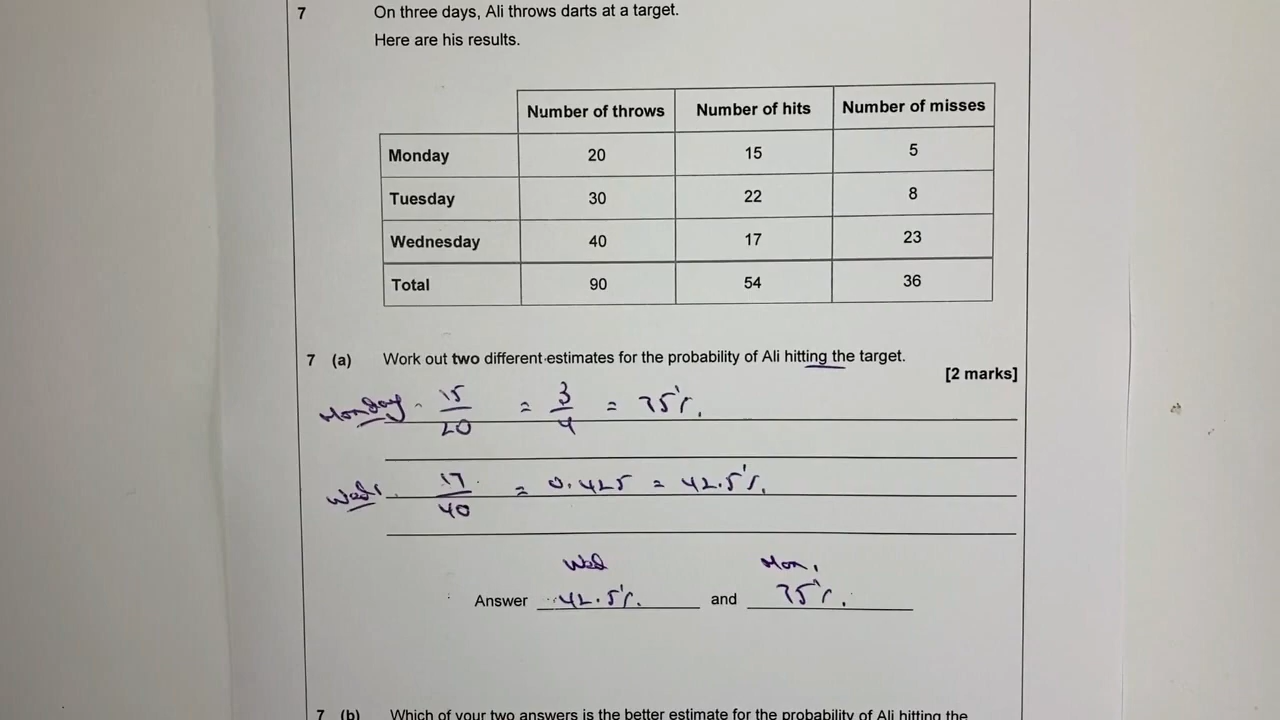 7 On three days, Ali throws darts at a target.
Here are his results.
Number of throws Number of hits Number of misses
Monday 20 15 5
Tuesday 30 22 8
Wednesday 40 17 23
Total 90 54 36
7 (a) Work out two different estimates for the probability of Ali hitting the target.
[2 marks]
Monday 15/20 = 3/4 = 75%.
Wed 17/40 = 0.425 = 42.5%.
Wed Mon.
Answer 42.5%. and 75%.
7 (b) Which of your two answers is the better estimate for the probability of Ali hitting the